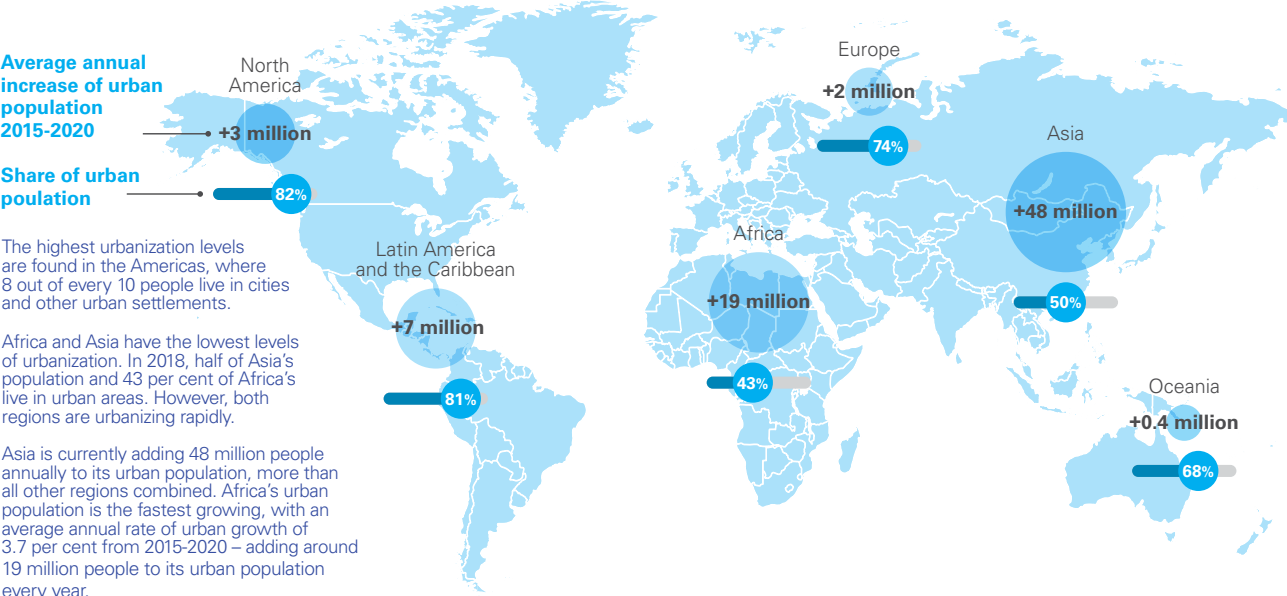 Average annual
increase of urban
population
2015-2020
Share of urban
poulation
The highest urbanization levels
are found in the Americas, where
8 out of every 10 people live in cities
and other urban settlements.
Africa and Asia have the lowest levels
of urbanization. In 2018, half of Asia's
population and 43 per cent of Africa's
live in urban areas. However, both
regions are urbanizing rapidly.
Asia is currently adding 48 million people
annually to its urban population, more than
all other regions combined. Africa's urban
population is the fastest growing, with an
average annual rate of urban growth of
3.7 per cent from 2015-2020 – adding around
19 million people to its urban population
every year.
North
America
+3 million
82%
Latin America
and the Caribbean
+7 million
81%
Europe
+2 million
74%
Africa
+19 million
43%
Asia
+48 million
50%
Oceania
+0.4 million
68%